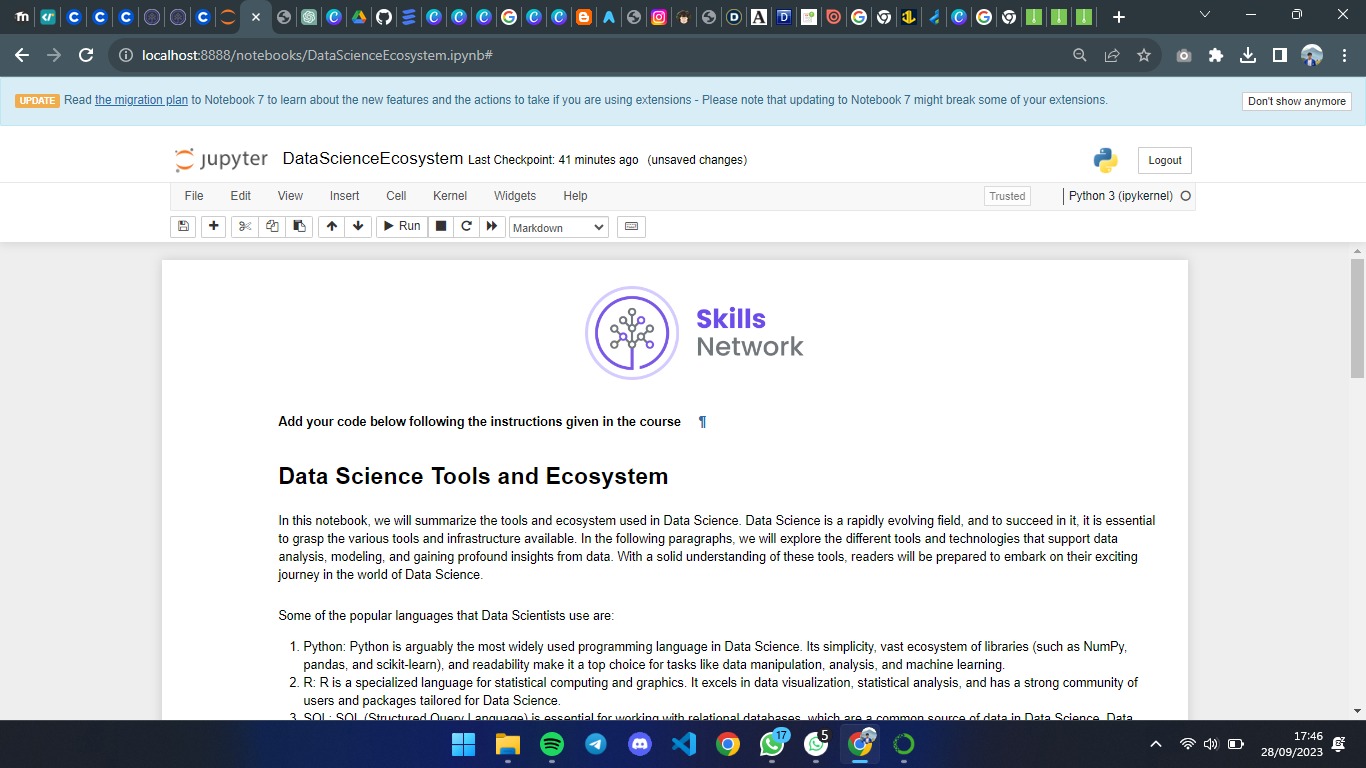 localhost:8888/notebooks/DataScienceEcosystem.ipynb#
UPDATE Read the migration plan to Notebook 7 to learn about the new features and the actions to take if you are using extensions - Please note that updating to Notebook 7 might break some of your extensions.
Don't show anymore
jupyter DataScienceEcosystem Last Checkpoint: 41 minutes ago (unsaved changes)
Logout
File Edit View Insert Cell Kernel Widgets Help
Trusted
Python 3 (ipykernel)
Run
Markdown
Skills
Network
Add your code below following the instructions given in the course ¶
Data Science Tools and Ecosystem
In this notebook, we will summarize the tools and ecosystem used in Data Science. Data Science is a rapidly evolving field, and to succeed in it, it is essential
to grasp the various tools and infrastructure available. In the following paragraphs, we will explore the different tools and technologies that support data
analysis, modeling, and gaining profound insights from data. With a solid understanding of these tools, readers will be prepared to embark on their exciting
journey in the world of Data Science.
Some of the popular languages that Data Scientists use are:
1. Python: Python is arguably the most widely used programming language in Data Science. Its simplicity, vast ecosystem of libraries (such as NumPy,
pandas, and scikit-learn), and readability make it a top choice for tasks like data manipulation, analysis, and machine learning.
2. R: R is a specialized language for statistical computing and graphics. It excels in data visualization, statistical analysis, and has a strong community of
users and packages tailored for Data Science.
3. SQL: SQL (Structured Query Language) is essential for working with relational databases, which are a common source of data in Data Science. Data
17
5
17:46
28/09/2023